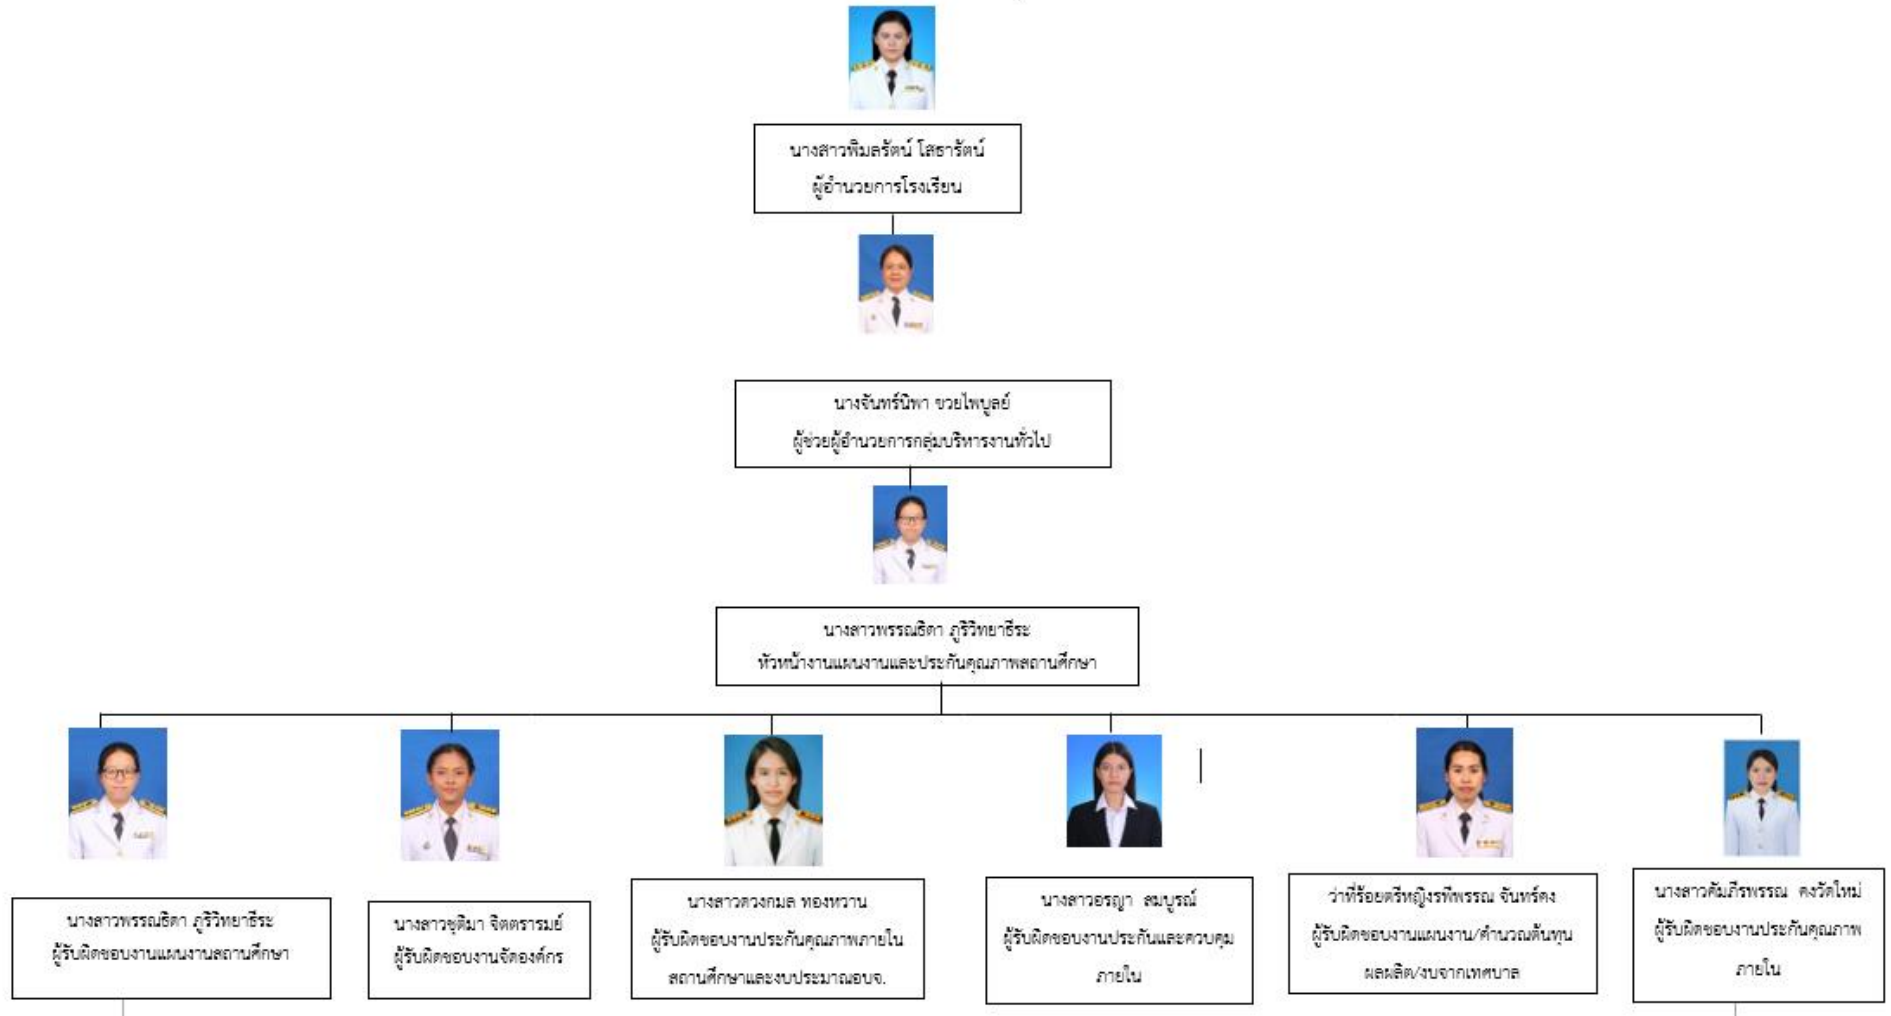 นางสาวพิมลรัตน์ โสธารัตน์
ผู้อำนวยการโรงเรียน
นางจันทร์นิพา ขวยไพบูลย์
ผู้ช่วยผู้อำนวยการกลุ่มบริหารงานทั่วไป
นางสาวพรรณธิดา ภูริวิทยาธีระ
หัวหน้างานแผนงานและประกันคุณภาพสถานศึกษา
นางสาวพรรณธิดา ภูริวิทยาธีระ
ผู้รับผิดชอบงานแผนงานสถานศึกษา
นางสาวชุติมา จิตตรารมย์
ผู้รับผิดชอบงานจัดองค์กร
นางสาวดวงกมล ทองหวาน
ผู้รับผิดชอบงานประกันคุณภาพภายใน
สถานศึกษาและงบประมาณอบจ.
นางสาวอรญา สมบูรณ์
ผู้รับผิดชอบงานประกันและควบคุม
ภายใน
ว่าที่ร้อยตรีหญิงรพีพรรณ จันทร์คง
ผู้รับผิดชอบงานแผนงาน/คำนวณต้นทุน
ผลผลิต/งบจากเทศบาล
นางสาวคัมภีรพรรณ คงวัดใหม่
ผู้รับผิดชอบงานประกันคุณภาพ
ภายใน